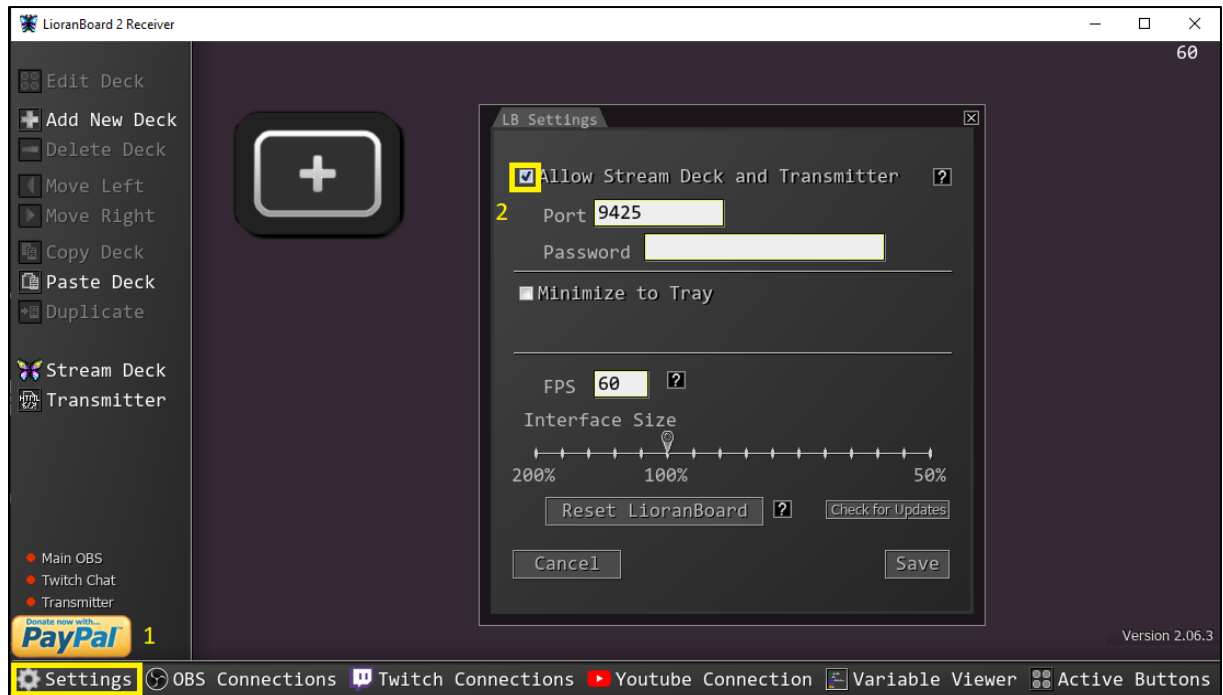 LioranBoard 2 Receiver
60
Edit Deck
Add New Deck
Delete Deck
Move Left
Move Right
Copy Deck
Paste Deck
Duplicate
Stream Deck
Transmitter
LB Settings
Allow Stream Deck and Transmitter ?
2 Port 9425
Password
Minimize to Tray
FPS 60 ?
Interface Size
200% 100% 50%
Reset LioranBoard ? Check for Updates
Cancel Save
Main OBS
Twitch Chat
Transmitter
Donate now with...
PayPal 1
Version 2.06.3
Settings OBS Connections Twitch Connections Youtube Connection Variable Viewer Active Buttons